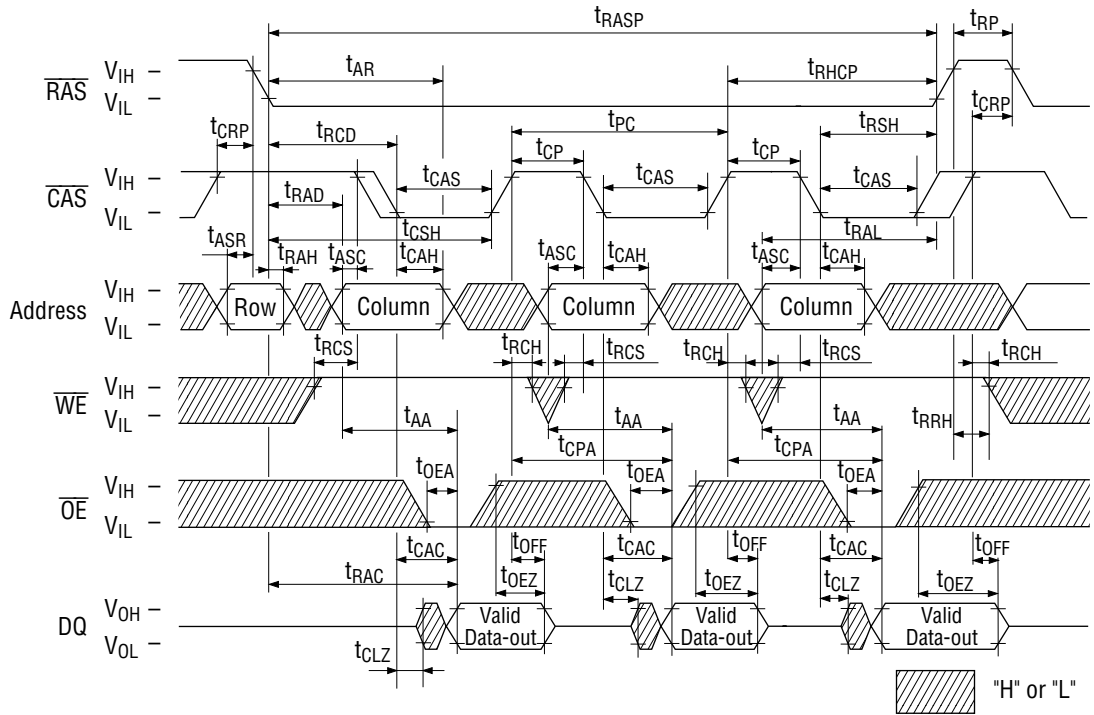 tRASP tRP
tAR tRHCP
RAS VIH VIL
tCRP tRCD tPC tRSH tCRP
tCP tCP
CAS VIH VIL
tCAS tCAS tCAS
tRAD
tCSH tRAL
tASR tRAH tASC tCAH tASC tCAH tASC tCAH
Address VIH VIL
Row Column Column Column
tRCS tRCH tRCS tRCH tRCS tRCH
WE VIH VIL
tAA tAA tAA tRRH
tCPA tCPA
tOEA tOEA tOEA
OE VIH VIL
tCAC tOFF tCAC tOFF tCAC tOFF
tRAC tOEZ tCLZ tOEZ tCLZ tOEZ
DQ VOH VOL
Valid Data-out Valid Data-out Valid Data-out
tCLZ
"H" or "L"